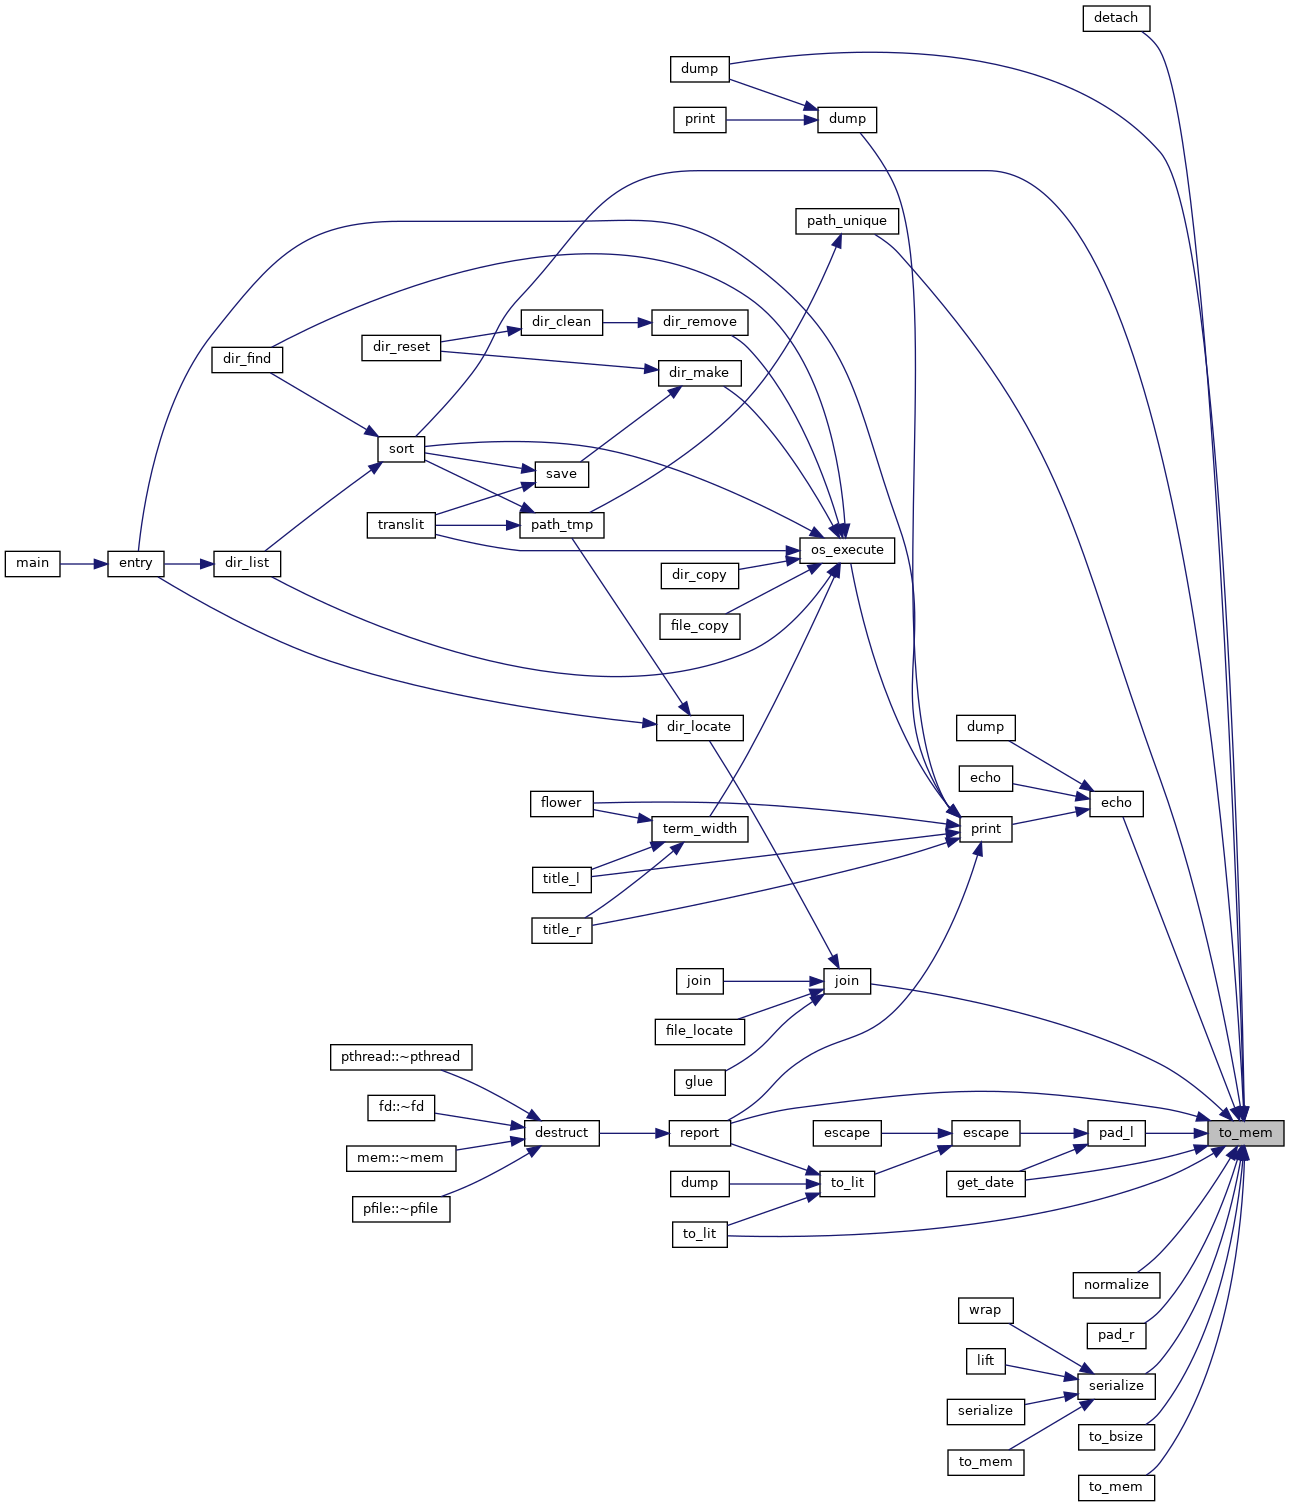 detach
dump
print
dump
path_unique
dir_clean
dir_remove
dir_reset
dir_find
dir_make
sort
save
translit
path_tmp
main
entry
dir_list
os_execute
dir_copy
file_copy
dir_locate
dump
echo
flower
echo
term_width
print
title_l
title_r
join
join
file_locate
pthread::~pthread
glue
fd::~fd
destruct
report
escape
escape
pad_l
to_mem
mem::~mem
dump
to_lit
get_date
pfile::~pfile
to_lit
normalize
wrap
pad_r
lift
serialize
serialize
to_bsize
to_mem
to_mem